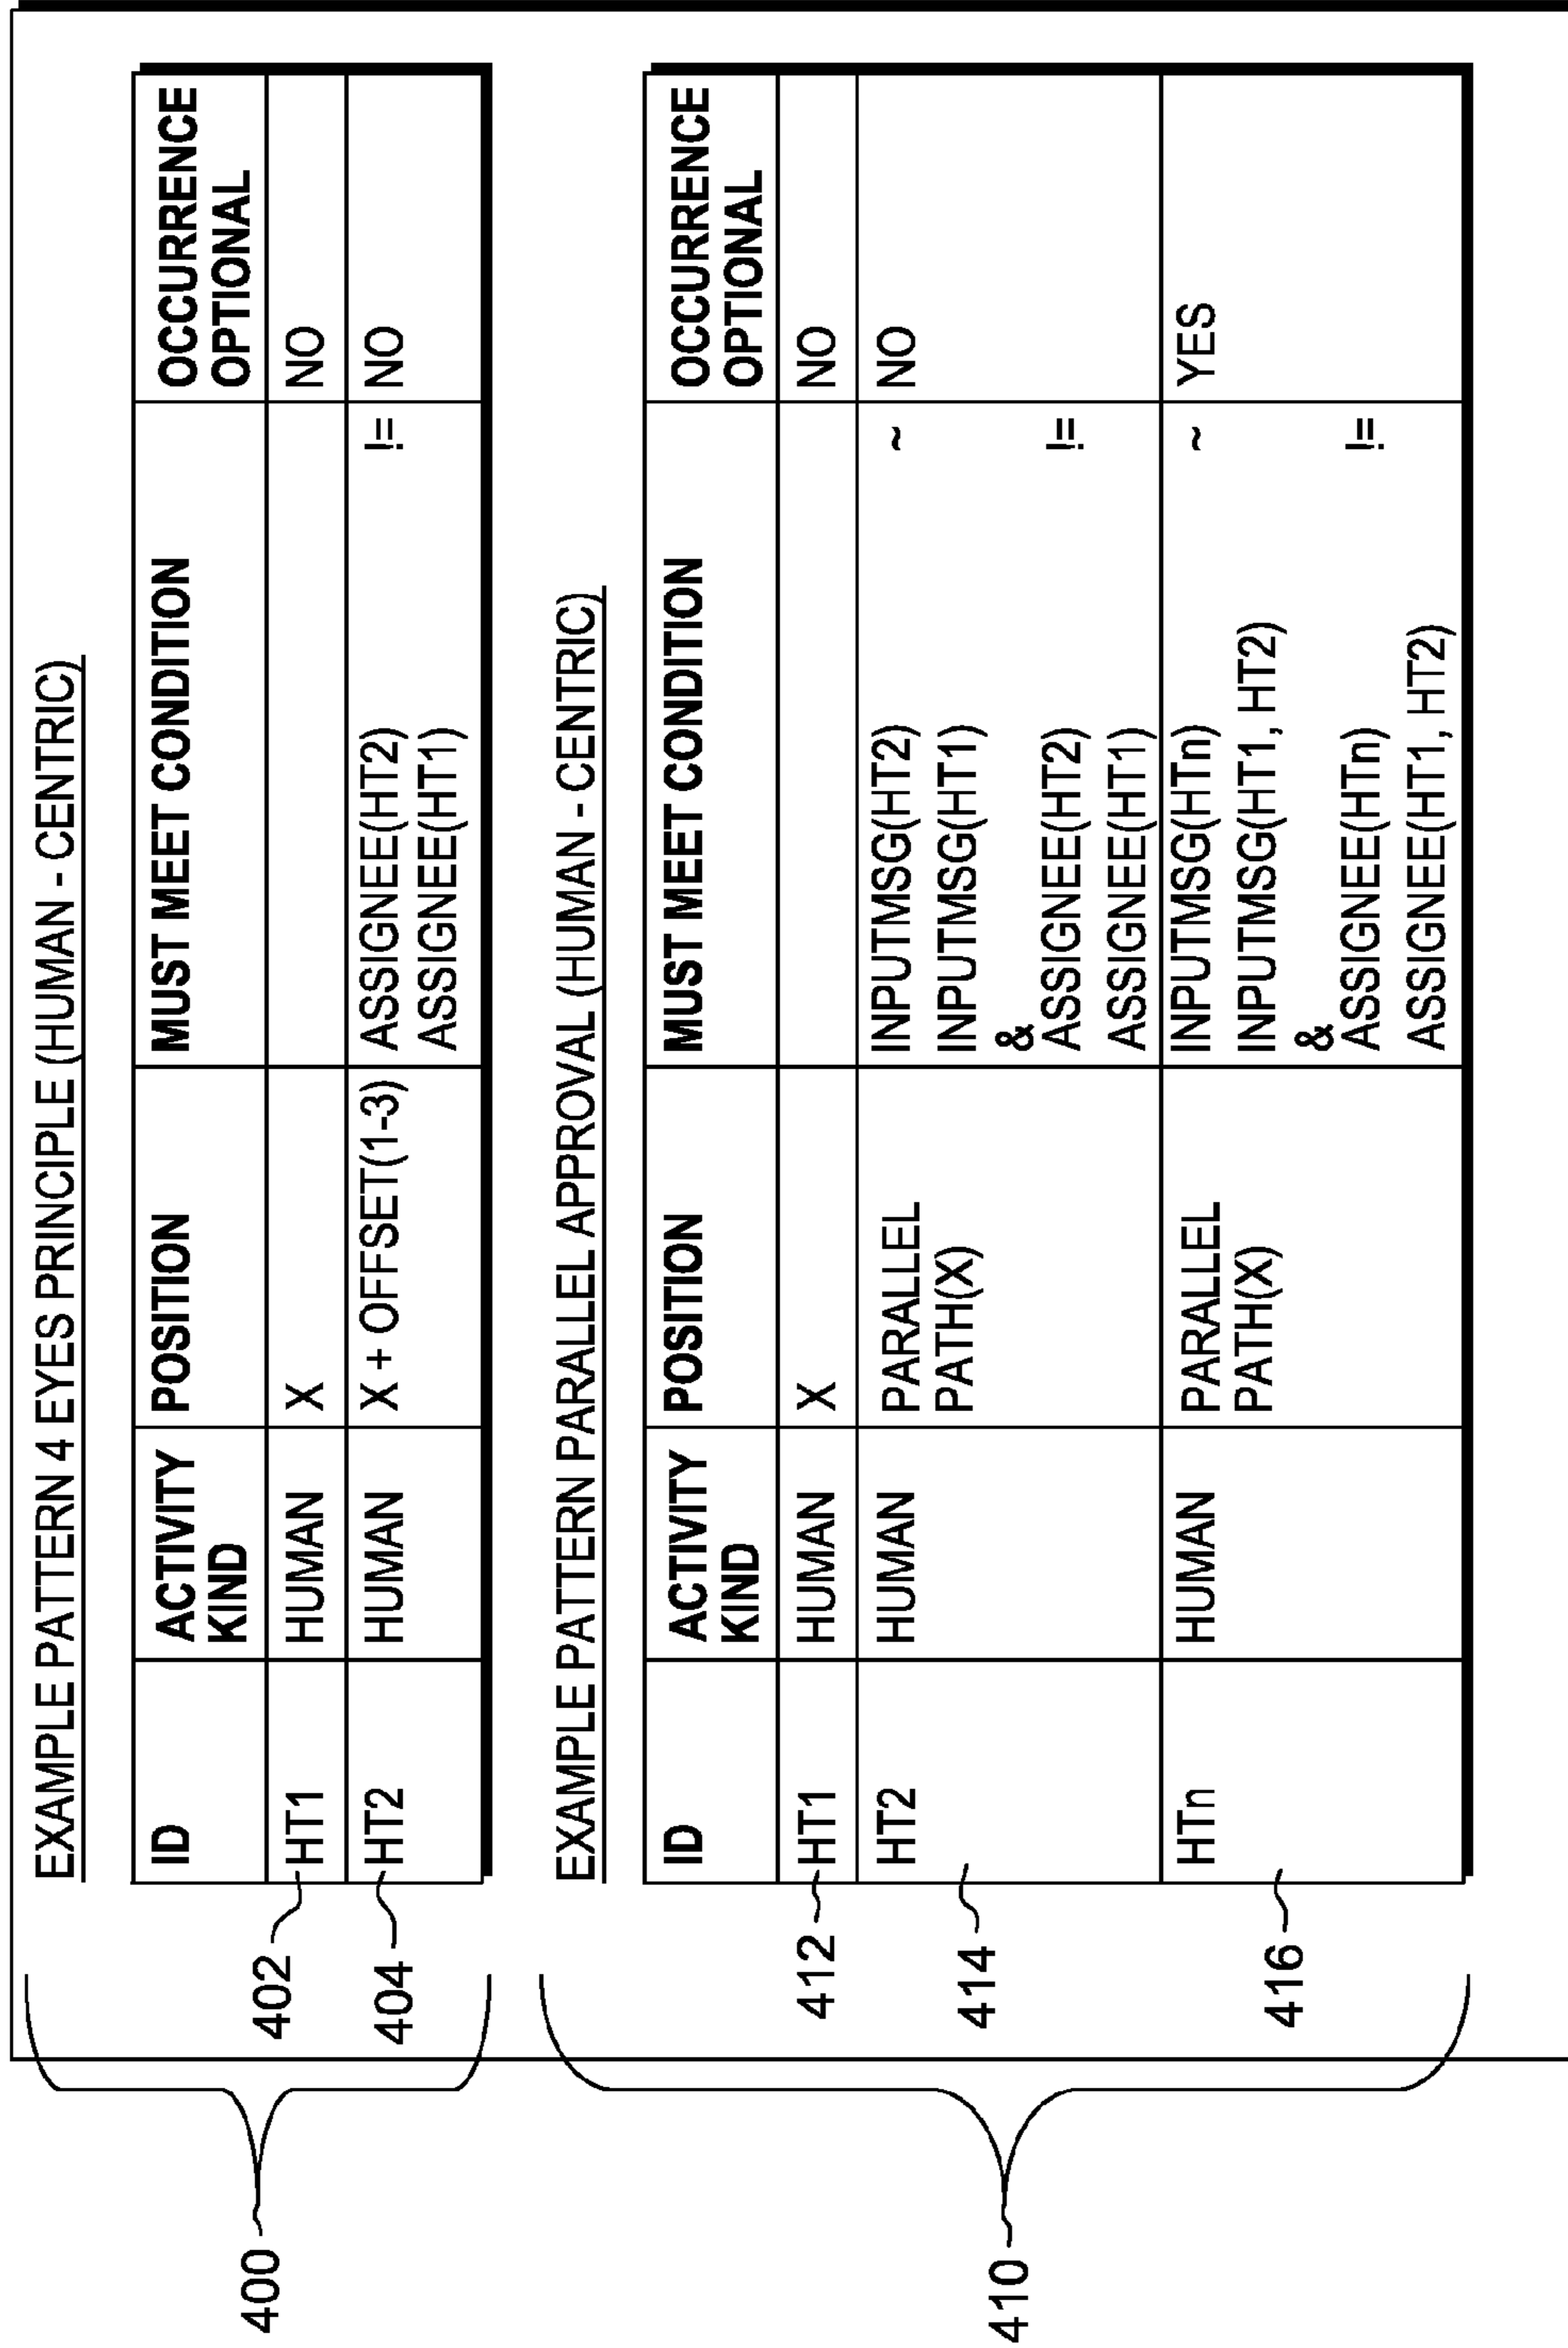 EXAMPLE PATTERN 4 EYES PRINCIPLE (HUMAN - CENTRIC)
ID ACTIVITY KIND POSITION MUST MEET CONDITION OCCURRENCE OPTIONAL
402 HT1 HUMAN X NO
404 HT2 HUMAN X + OFFSET(1-3) ASSIGNEE(HT2) != NO
ASSIGNEE(HT1)
400
EXAMPLE PATTERN PARALLEL APPROVAL (HUMAN - CENTRIC)
ID ACTIVITY KIND POSITION MUST MEET CONDITION OCCURRENCE OPTIONAL
412 HT1 HUMAN X NO
414 HT2 HUMAN PARALLEL INPUTMSG(HT2) ~ NO
PATH(X) INPUTMSG(HT1)
&
ASSIGNEE(HT2) !=
ASSIGNEE(HT1)
416 HTn HUMAN PARALLEL INPUTMSG(HTn) ~ YES
PATH(X) INPUTMSG(HT1, HT2)
&
ASSIGNEE(HTn) !=
ASSIGNEE(HT1, HT2)
410